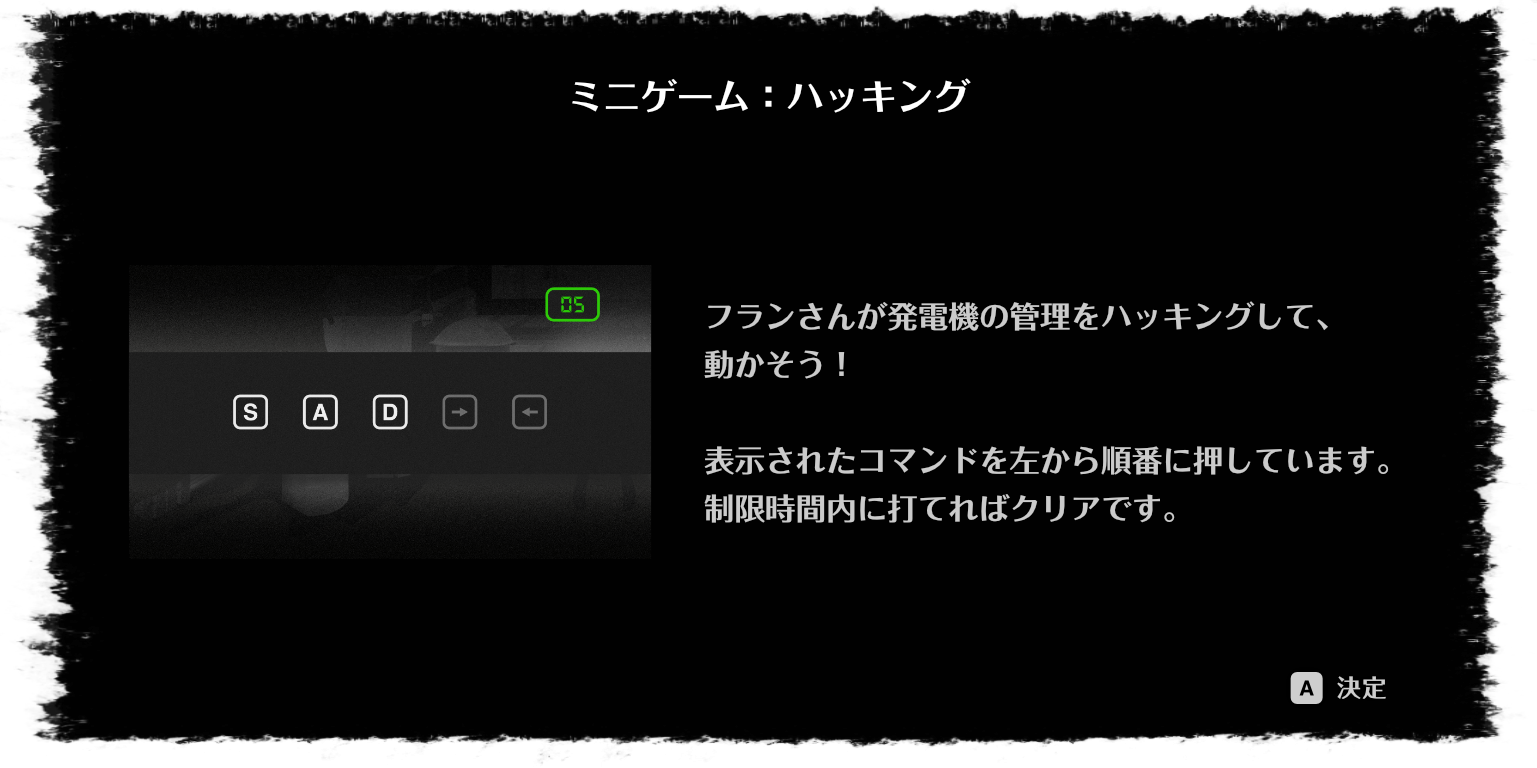 ミニゲーム：ハッキング
05
S A D → ←
フランさんが発電機の管理をハッキングして、
動かそう！
表示されたコマンドを左から順番に押しています。
制限時間内に打てればクリアです。
A 決定